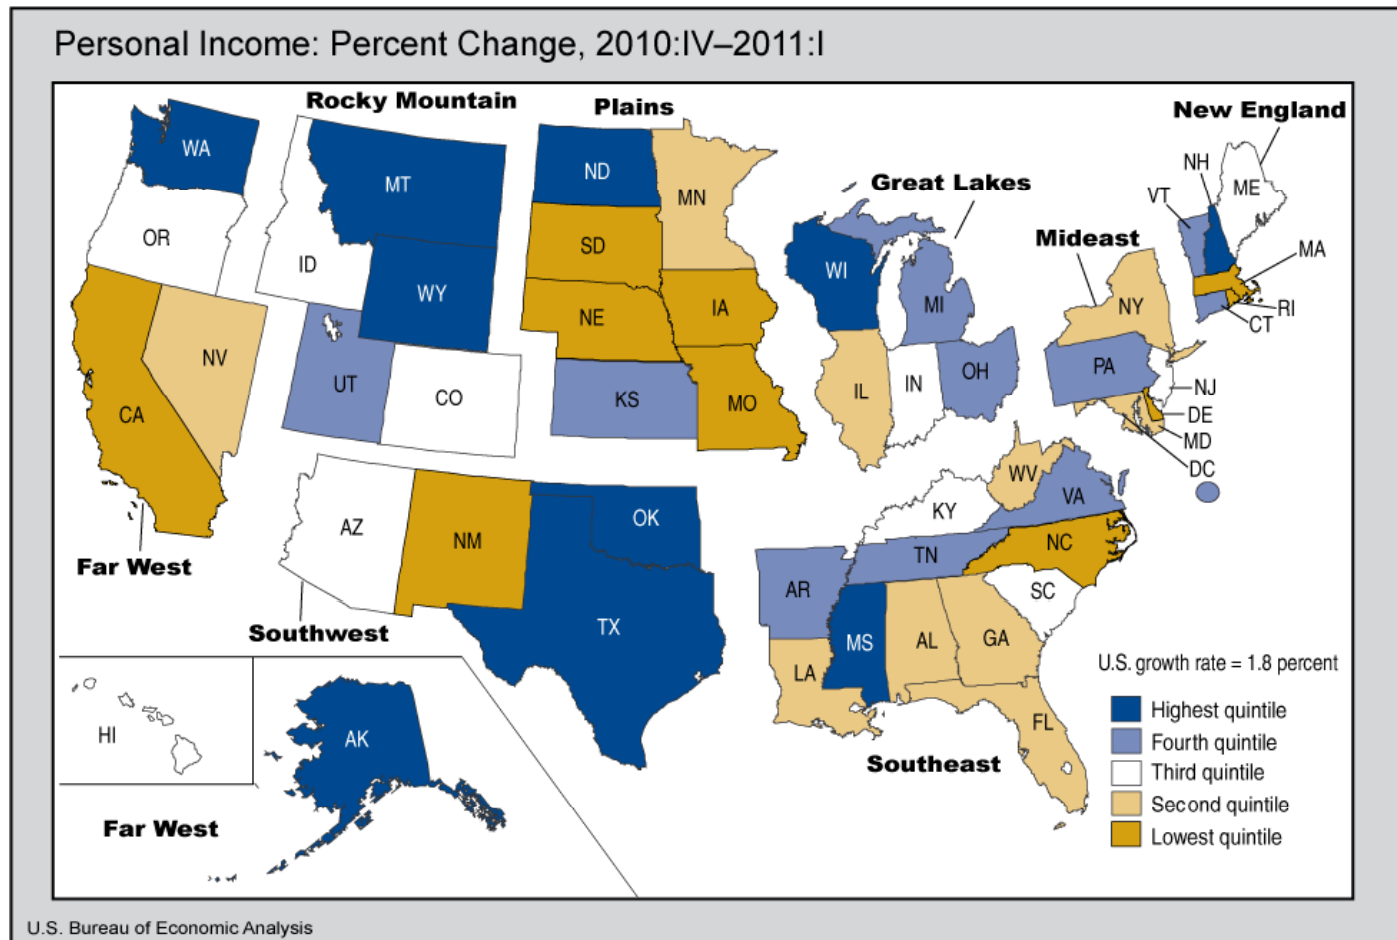 Personal Income: Percent Change, 2010:IV–2011:I
Rocky Mountain
Plains
New England
Great Lakes
Mideast
WA
MT
ND
MN
NH
ME
VT
OR
ID
WY
SD
WI
MA
NE
IA
MI
NY
RI
CT
NV
UT
CO
KS
MO
IL
IN
OH
PA
NJ
CA
DE
MD
DC
Far West
AZ
NM
OK
KY
WV
VA
TN
NC
Southwest
TX
AR
MS
AL
GA
SC
LA
FL
Southeast
HI
AK
Far West
U.S. growth rate = 1.8 percent
Highest quintile
Fourth quintile
Third quintile
Second quintile
Lowest quintile
U.S. Bureau of Economic Analysis